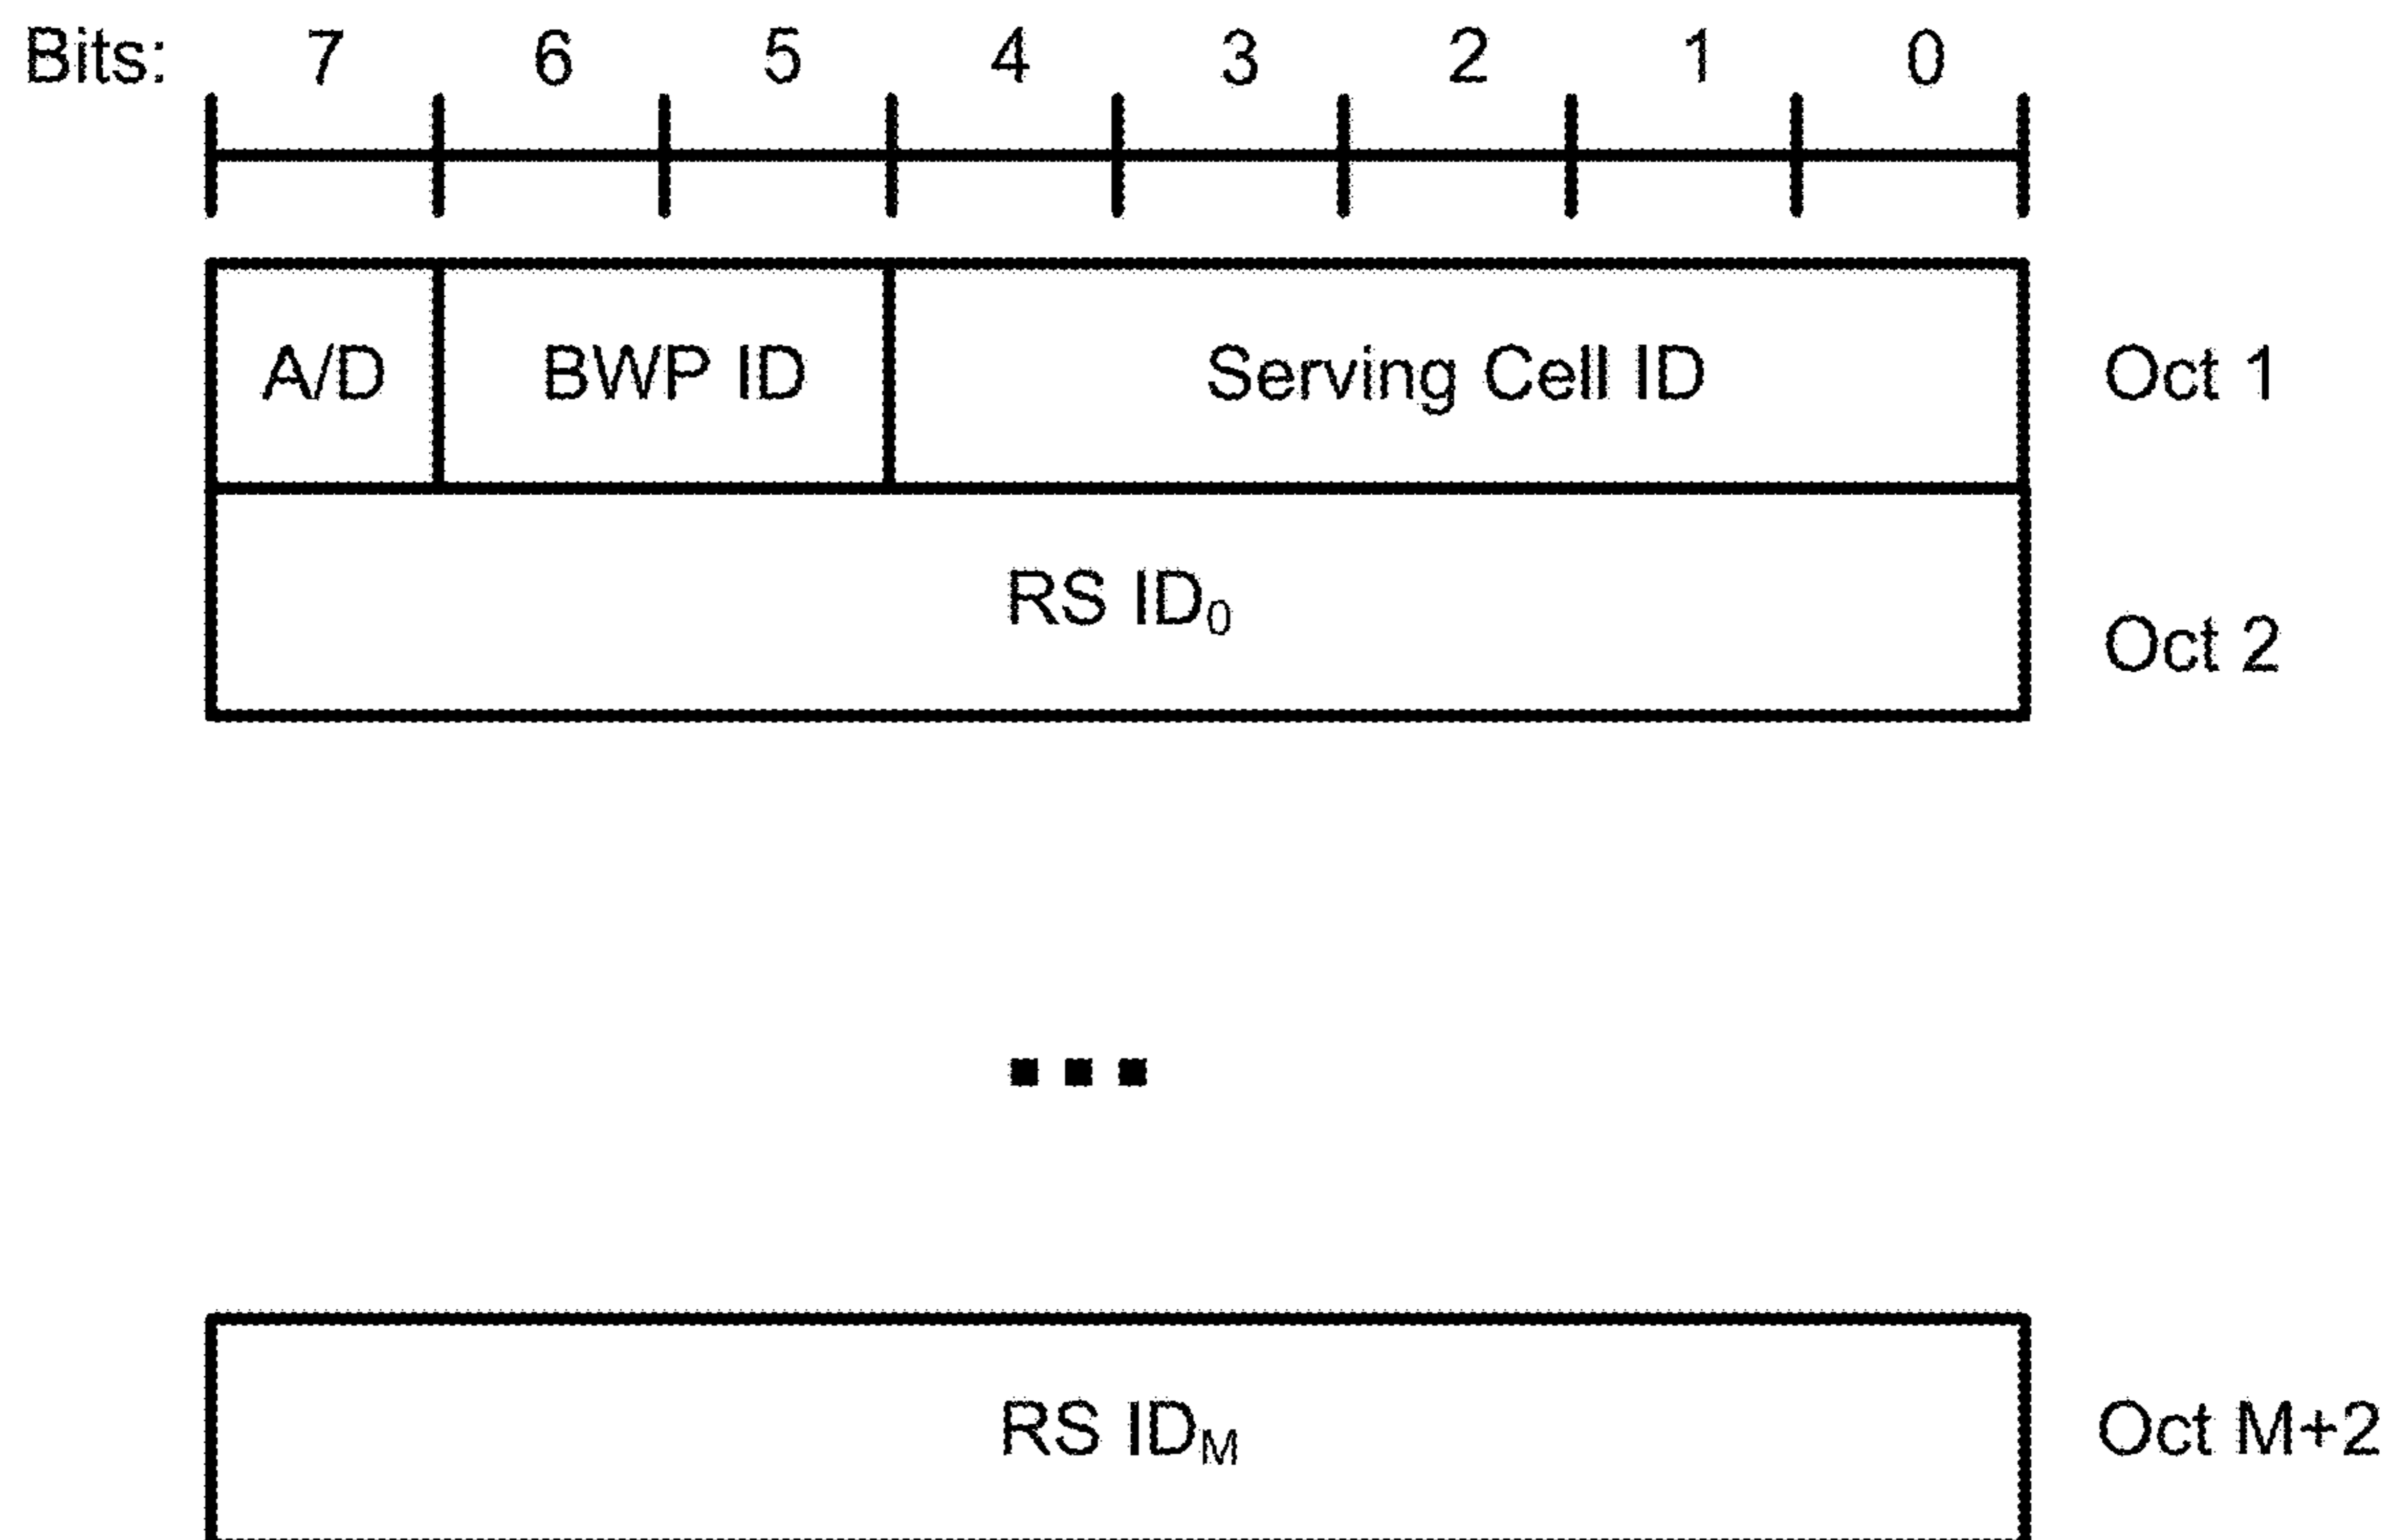 Bits: 7 6 5 4 3 2 1 0
A/D BWP ID Serving Cell ID Oct 1
RS ID₀ Oct 2
RS IDM Oct M+2